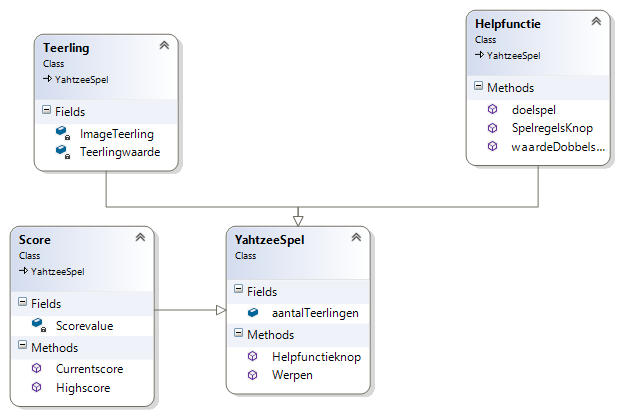 Teerling
Class
YahtzeeSpel
Fields
ImageTeerling
Teerlingwaarde
Helpfunctie
Class
YahtzeeSpel
Methods
doelspel
SpelregelsKnop
waardeDobbels...
Score
Class
YahtzeeSpel
Fields
Scorevalue
Methods
Currentscore
Highscore
YahtzeeSpel
Class
Fields
aantalTeerlingen
Methods
Helpfunctieknop
Werpen